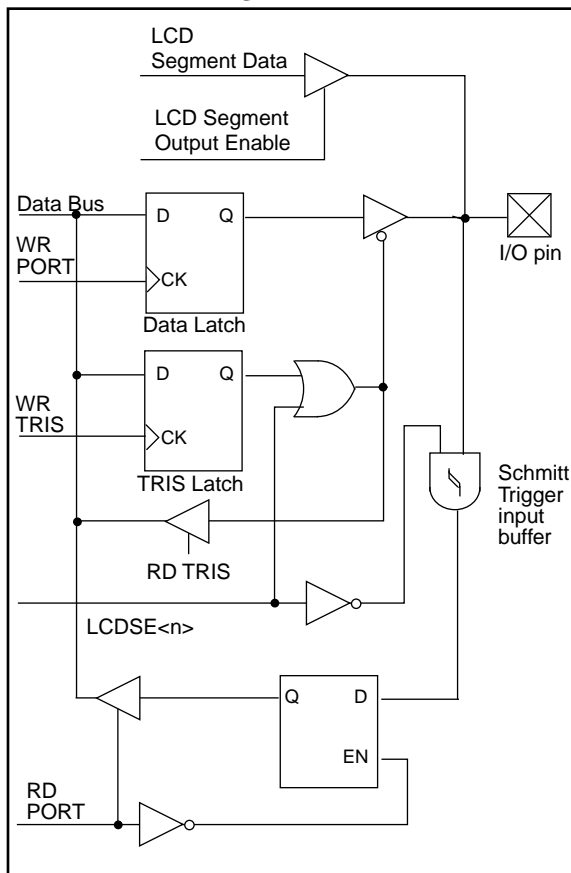 LCD
Segment Data
LCD Segment
Output Enable
Data Bus
D
Q
WR
PORT
CK
I/O pin
Data Latch
D
Q
WR
TRIS
CK
TRIS Latch
Schmitt
Trigger
input
buffer
RD TRIS
LCDSE<n>
Q
D
EN
RD
PORT